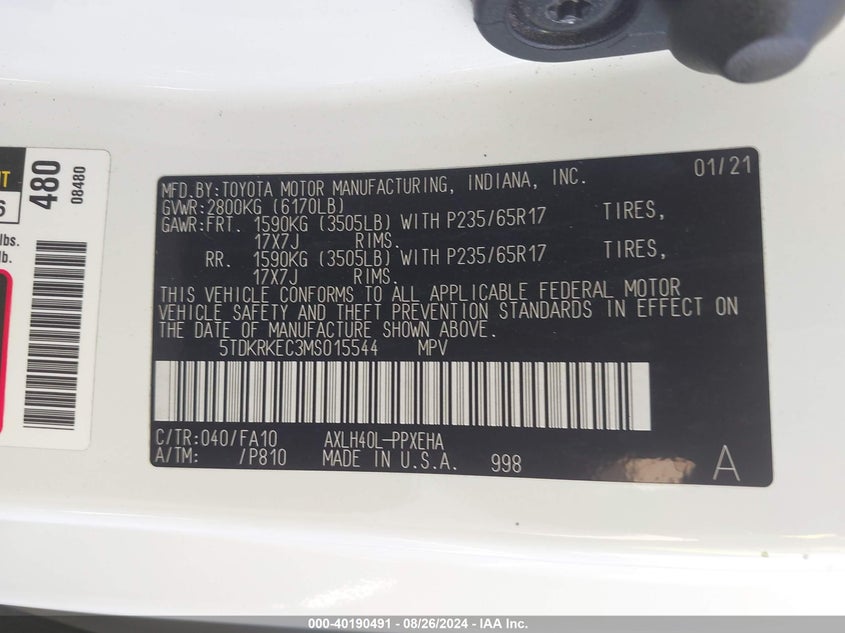 480
08480
lbs.
lb.
MFD.BY:TOYOTA MOTOR MANUFACTURING, INDIANA, INC. 01/21
GVWR:2800KG (6170LB)
GAWR:FRT. 1590KG (3505LB) WITH P235/65R17 TIRES,
17X7J RIMS.
RR. 1590KG (3505LB) WITH P235/65R17 TIRES,
17X7J RIMS.
THIS VEHICLE CONFORMS TO ALL APPLICABLE FEDERAL MOTOR
VEHICLE SAFETY AND THEFT PREVENTION STANDARDS IN EFFECT ON
THE DATE OF MANUFACTURE SHOWN ABOVE.
5TDKRKEC3MS015544 MPV
C/TR:040/FA10 AXLH40L-PPXEHA
A/TM: /P810 MADE IN U.S.A. 998 A
000-40190491 - 08/26/2024 - IAA Inc.